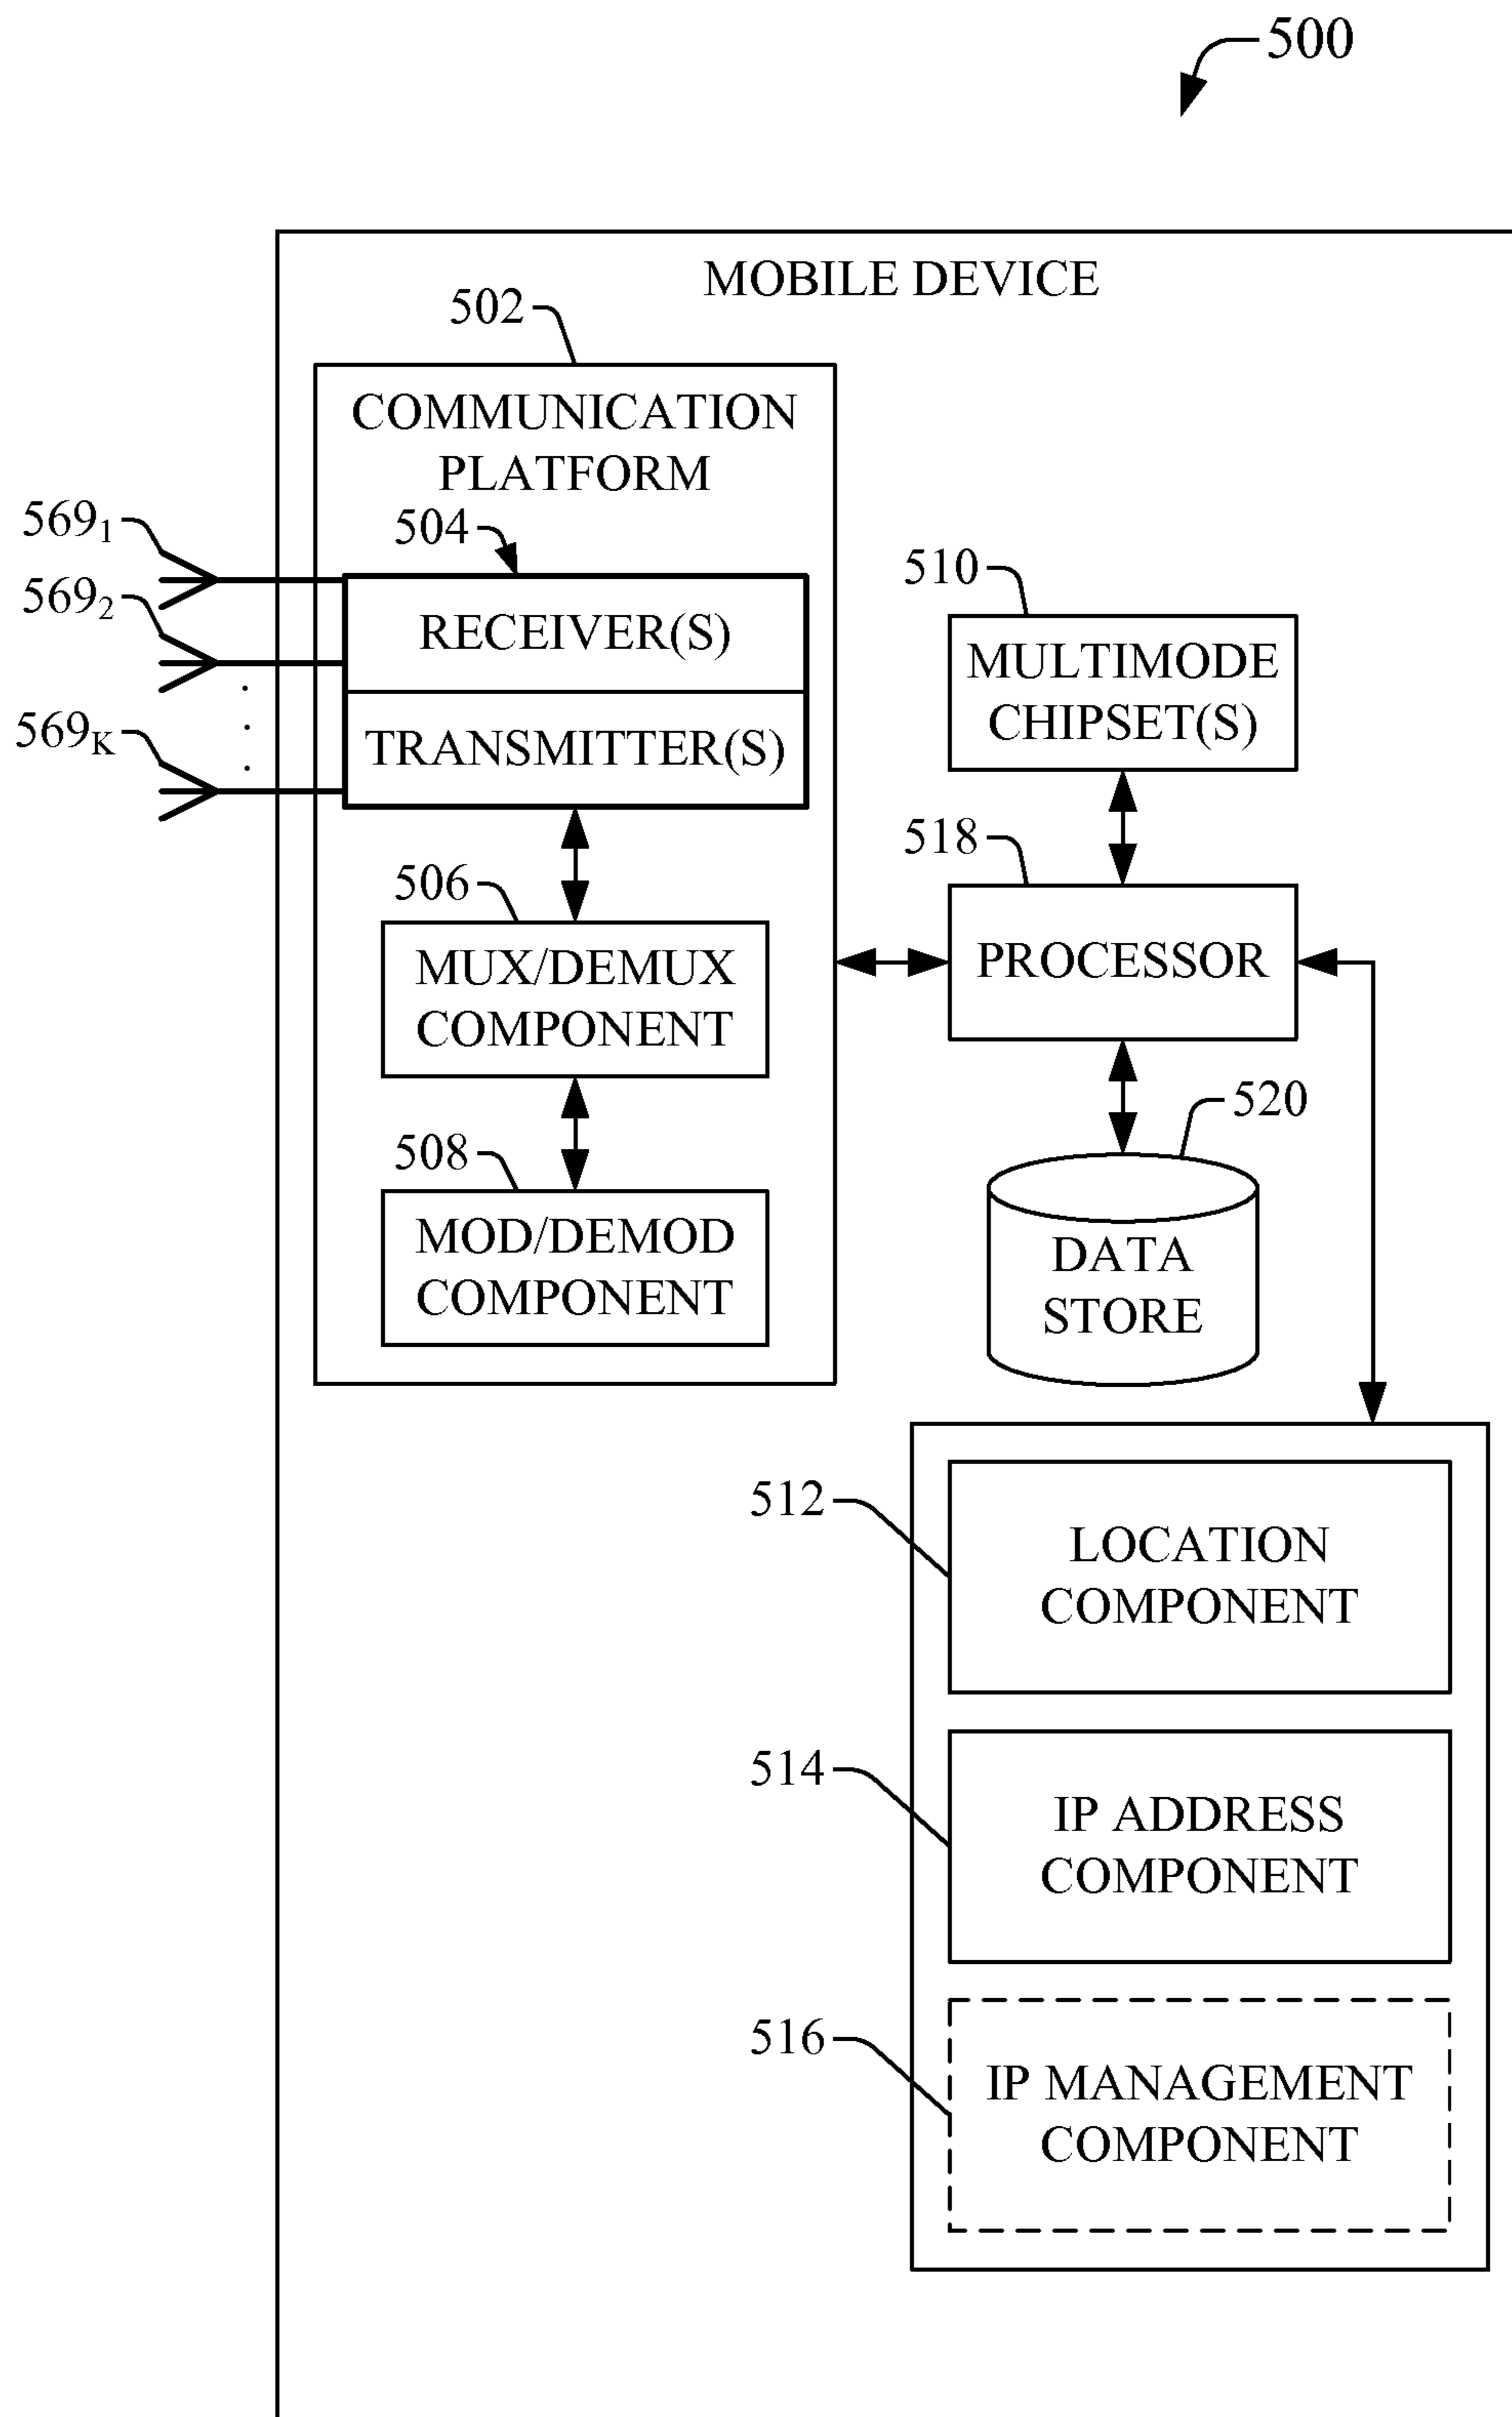 500
MOBILE DEVICE
502
COMMUNICATION
PLATFORM
504
569₁
569₂
569ₖ
RECEIVER(S)
TRANSMITTER(S)
506
MUX/DEMUX
COMPONENT
508
MOD/DEMOD
COMPONENT
510
MULTIMODE
CHIPSET(S)
518
PROCESSOR
520
DATA
STORE
512
LOCATION
COMPONENT
514
IP ADDRESS
COMPONENT
516
IP MANAGEMENT
COMPONENT